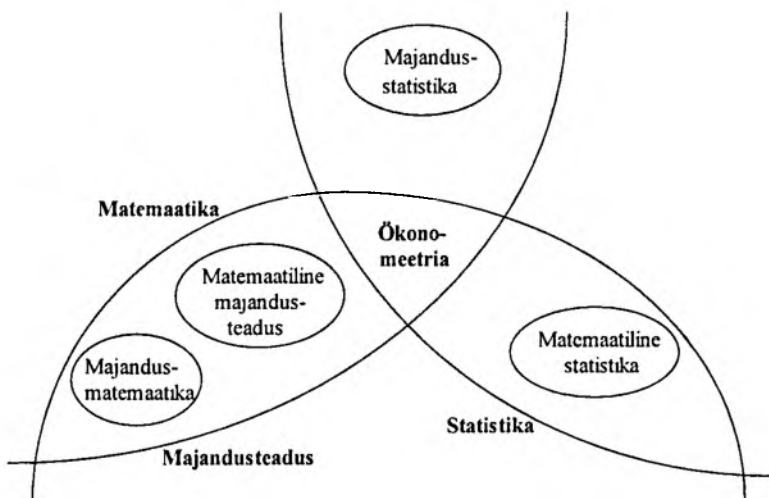 Majandus-
statistika
Matemaatika
Ökono-
meetria
Matemaatiline
majandus-
teadus
Matemaatiline
statistika
Majandus-
matemaatika
Statistika
Majandusteadus